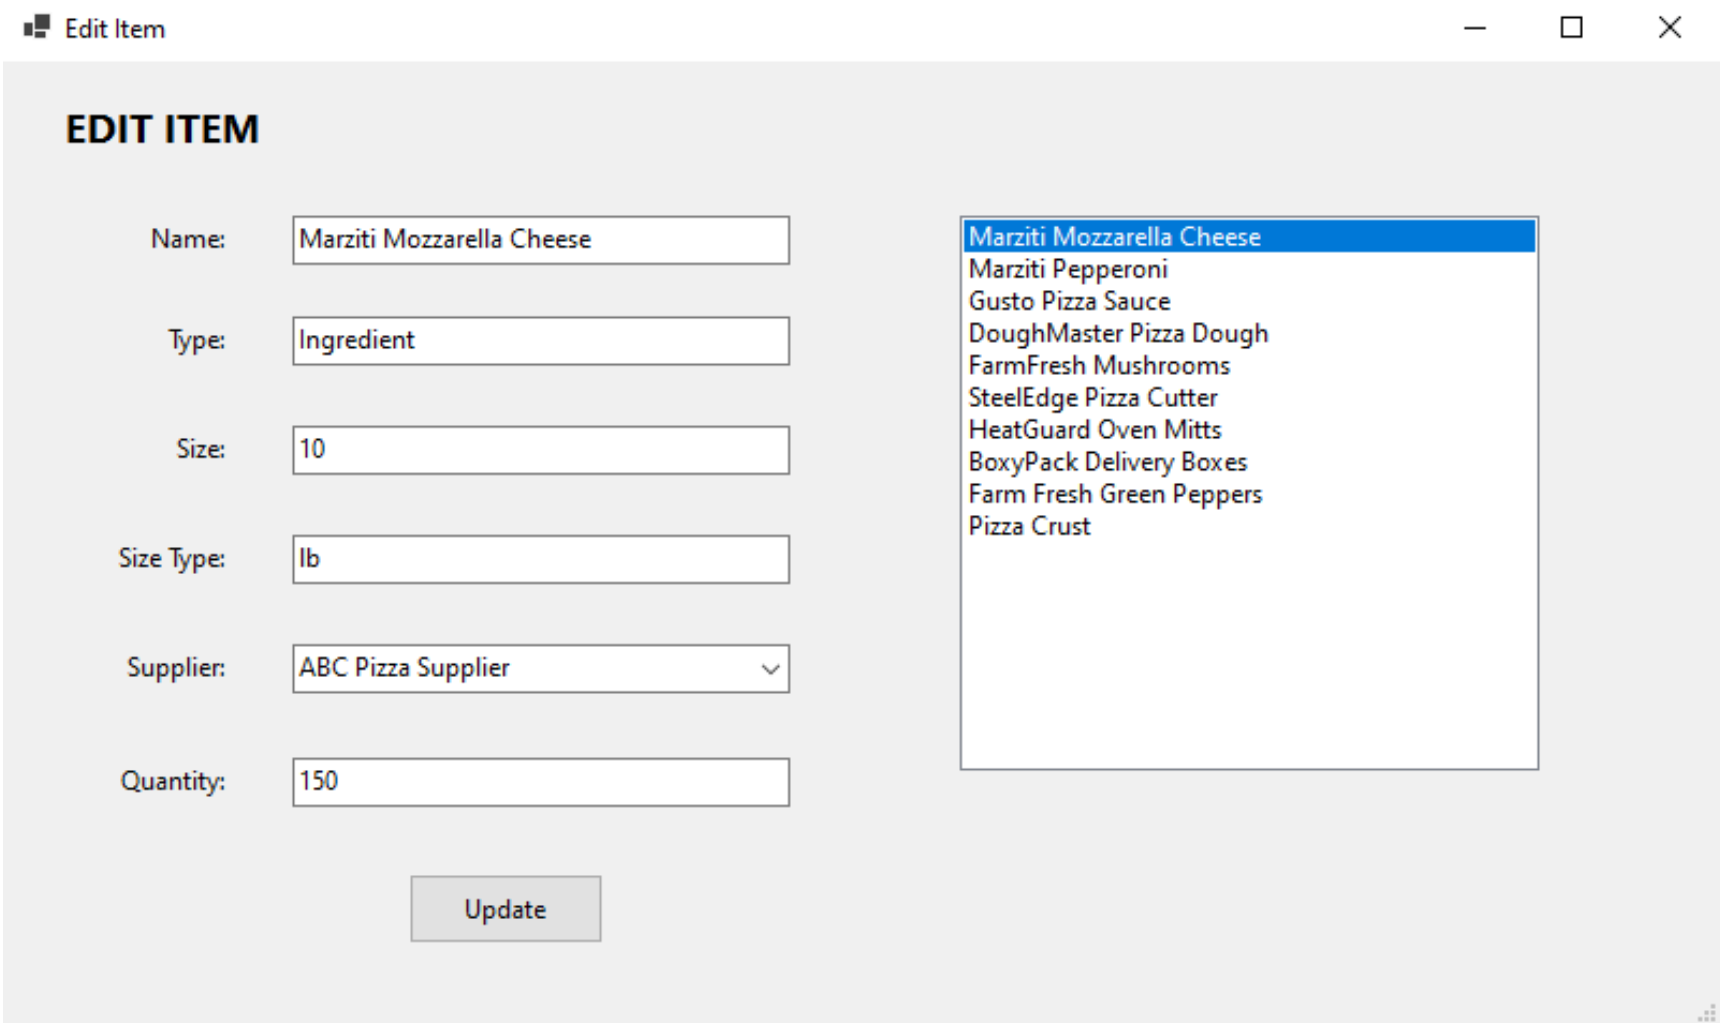 Edit Item
EDIT ITEM
Name: Marziti Mozzarella Cheese
Type: Ingredient
Size: 10
Size Type: lb
Supplier: ABC Pizza Supplier
Quantity: 150
Update
Marziti Mozzarella Cheese
Marziti Pepperoni
Gusto Pizza Sauce
DoughMaster Pizza Dough
FarmFresh Mushrooms
SteelEdge Pizza Cutter
HeatGuard Oven Mitts
BoxyPack Delivery Boxes
Farm Fresh Green Peppers
Pizza Crust